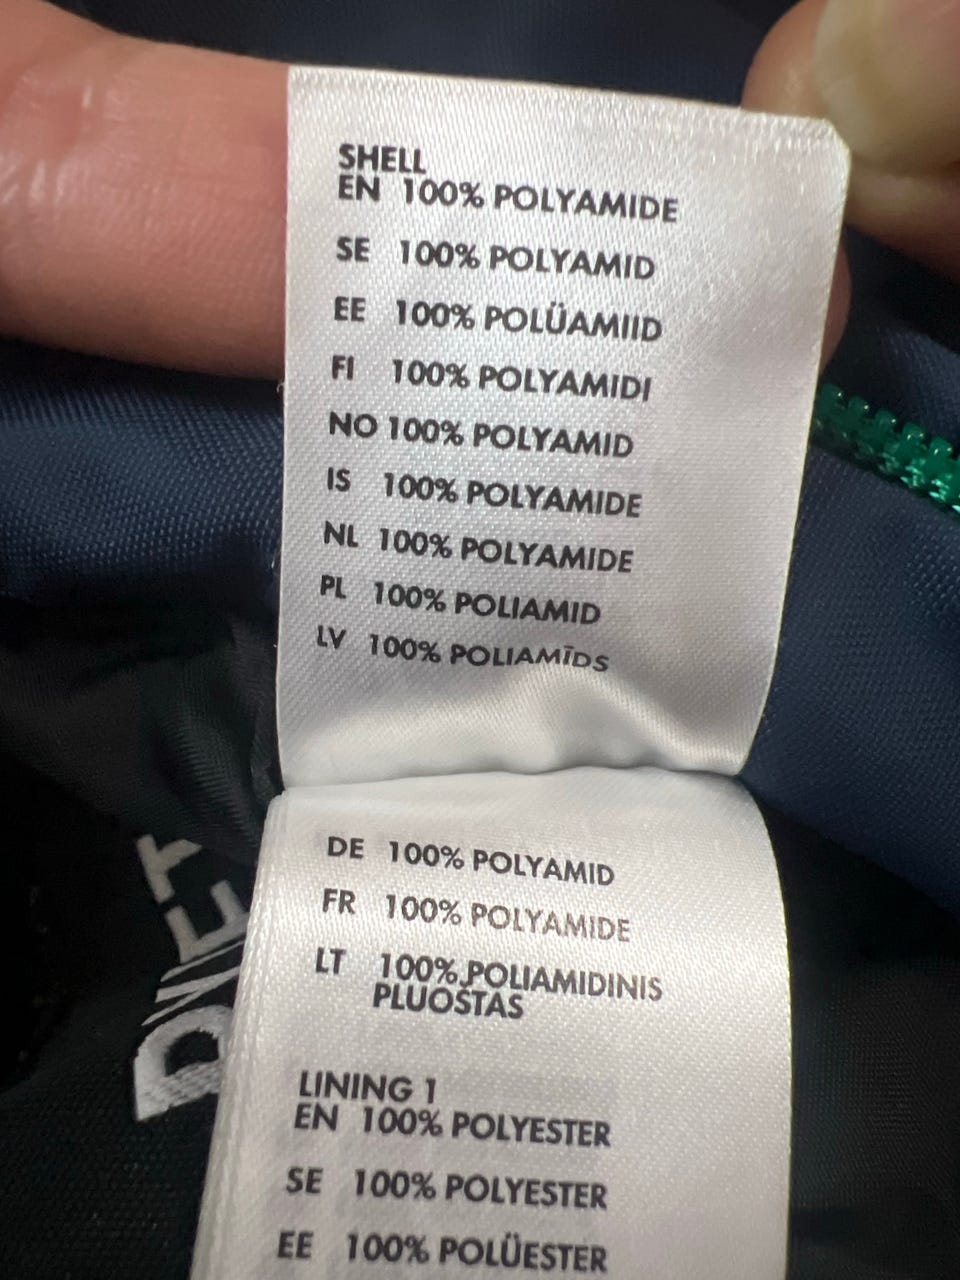 SHELL
EN 100% POLYAMIDE
SE 100% POLYAMID
EE 100% POLÜAMIID
FI 100% POLYAMIDI
NO 100% POLYAMID
IS 100% POLYAMIDE
NL 100% POLYAMIDE
PL 100% POLIAMID
LV 100% POLIAMĪDS
DE 100% POLYAMID
FR 100% POLYAMIDE
LT 100% POLIAMIDINIS
PLUOŠTAS
LINING 1
EN 100% POLYESTER
SE 100% POLYESTER
EE 100% POLÜESTER